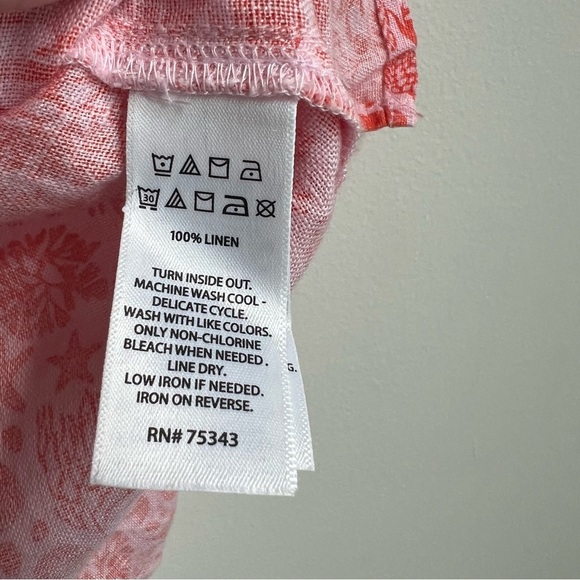 30
100% LINEN
TURN INSIDE OUT.
MACHINE WASH COOL -
DELICATE CYCLE.
WASH WITH LIKE COLORS.
ONLY NON-CHLORINE
BLEACH WHEN NEEDED.
LINE DRY.
LOW IRON IF NEEDED.
IRON ON REVERSE.
RN# 75343
G.